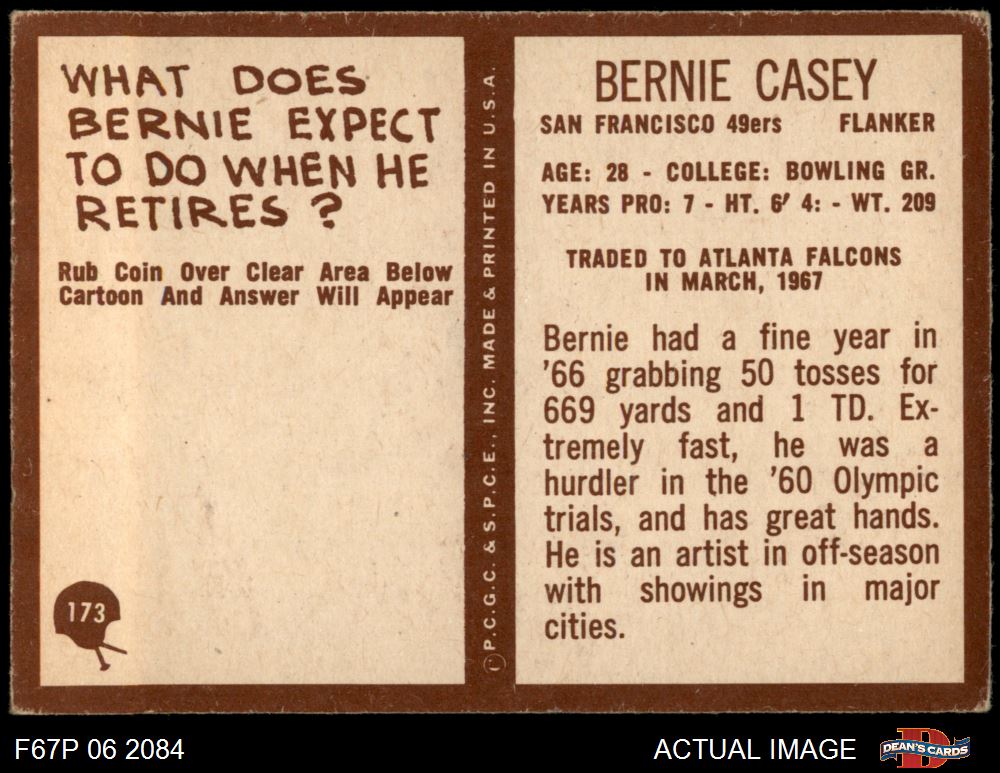 WHAT DOES
BERNIE EXPECT
TO DO WHEN HE
RETIRES ?
Rub Coin Over Clear Area Below
Cartoon And Answer Will Appear
173
©P.C.G.C. & S.P.C.E., INC. MADE & PRINTED IN U.S.A.
BERNIE CASEY
SAN FRANCISCO 49ers FLANKER
AGE: 28 - COLLEGE: BOWLING GR.
YEARS PRO: 7 - HT. 6' 4: - WT. 209
TRADED TO ATLANTA FALCONS
IN MARCH, 1967
Bernie had a fine year in
'66 grabbing 50 tosses for
669 yards and 1 TD. Ex-
tremely fast, he was a
hurdler in the '60 Olympic
trials, and has great hands.
He is an artist in off-season
with showings in major
cities.
F67P 06 2084
ACTUAL IMAGE
DEAN'S CARDS